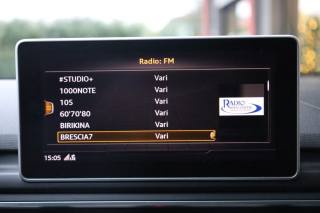 Radio: FM
#STUDIO+ Vari
1000NOTE Vari
105 Vari
60'70'80 Vari
BIRIKINA Vari
BRESCIA7 Vari
RADIO
15:05